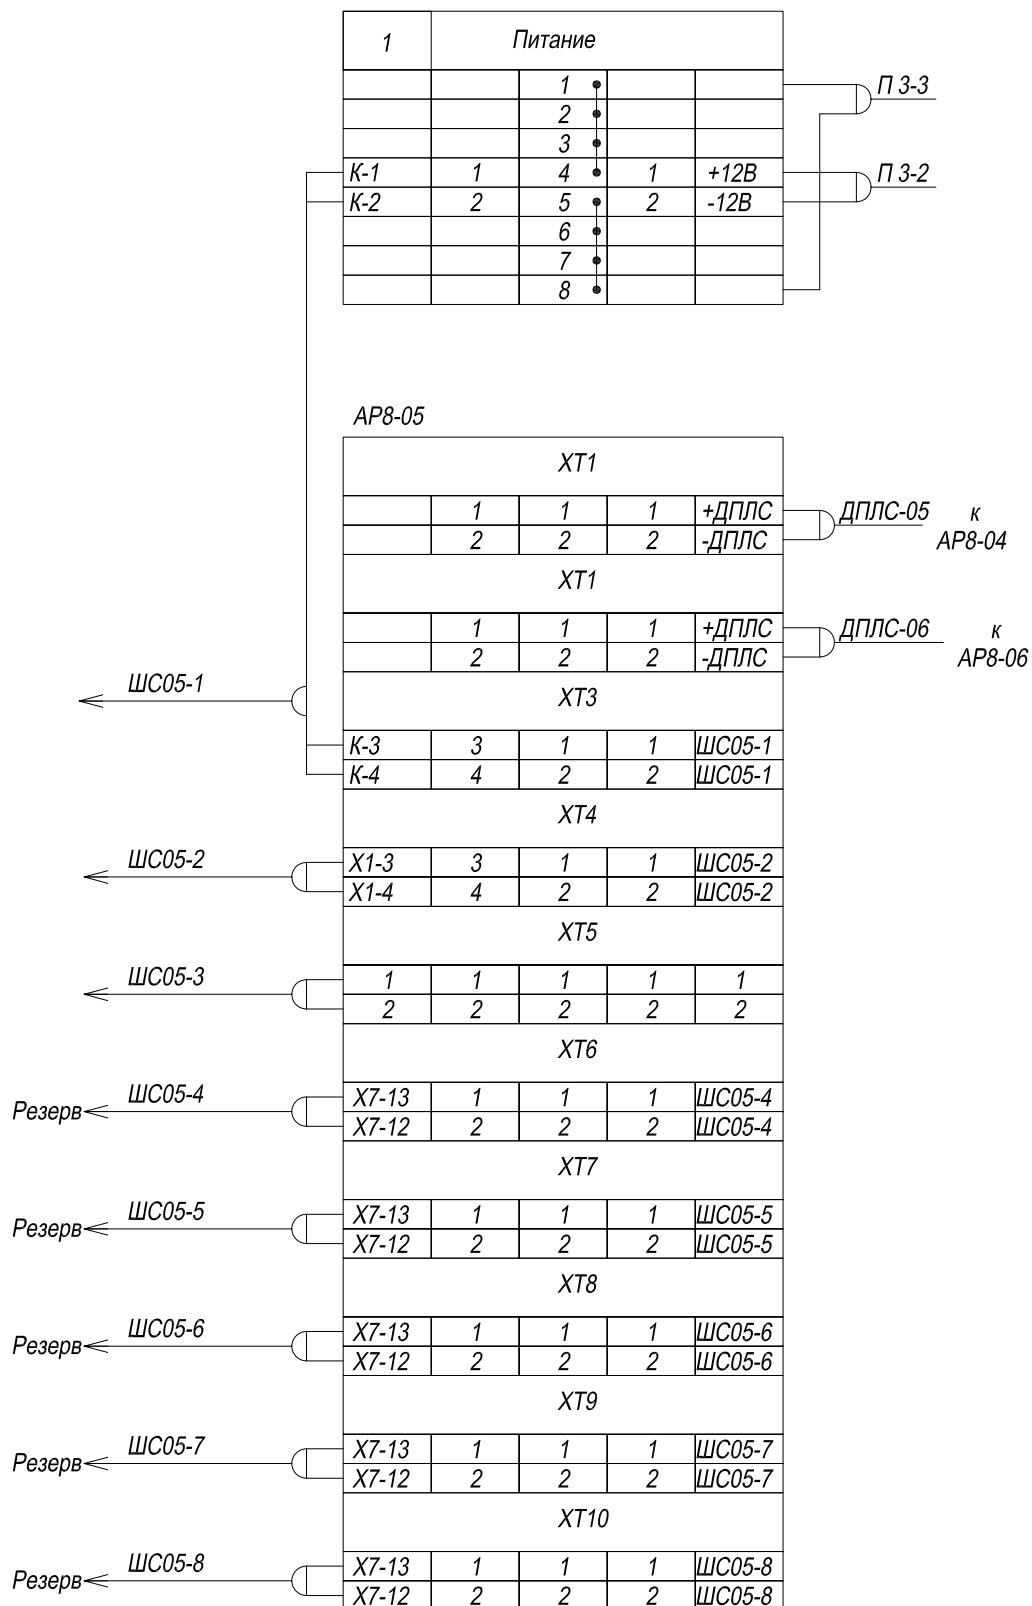 1 Питание
1
2
3
К-1 1 4 1 +12В
К-2 2 5 2 -12В
6
7
8
П 3-3
П 3-2
АР8-05
ХТ1
1 1 1 +ДПЛС
2 2 2 -ДПЛС
ДПЛС-05
к
АР8-04
ХТ1
1 1 1 +ДПЛС
2 2 2 -ДПЛС
ДПЛС-06
к
АР8-06
ШС05-1
ХТ3
К-3 3 1 1 ШС05-1
К-4 4 2 2 ШС05-1
ХТ4
ШС05-2
Х1-3 3 1 1 ШС05-2
Х1-4 4 2 2 ШС05-2
ХТ5
ШС05-3
1 1 1 1 1
2 2 2 2 2
ХТ6
Резерв ШС05-4
Х7-13 1 1 1 ШС05-4
Х7-12 2 2 2 ШС05-4
ХТ7
Резерв ШС05-5
Х7-13 1 1 1 ШС05-5
Х7-12 2 2 2 ШС05-5
ХТ8
Резерв ШС05-6
Х7-13 1 1 1 ШС05-6
Х7-12 2 2 2 ШС05-6
ХТ9
Резерв ШС05-7
Х7-13 1 1 1 ШС05-7
Х7-12 2 2 2 ШС05-7
ХТ10
Резерв ШС05-8
Х7-13 1 1 1 ШС05-8
Х7-12 2 2 2 ШС05-8